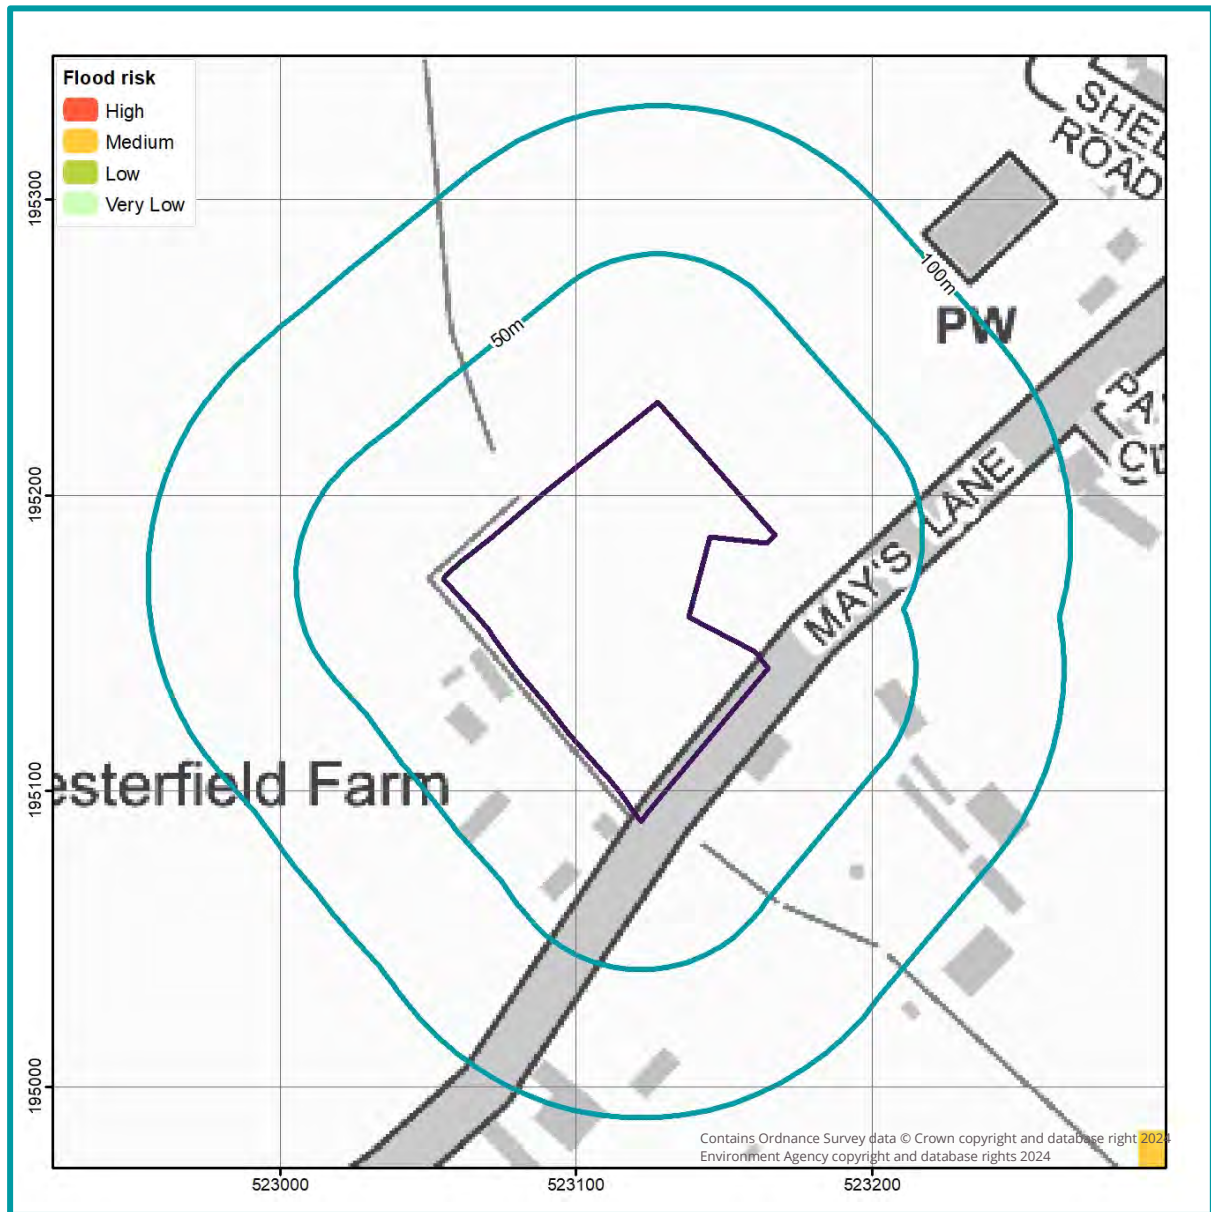 Flood risk
High
Medium
Low
Very Low
SHEL
ROAD
100m
PW
50m
PA
MAY'S LANE
esterfield Farm
195300
195200
195100
195000
523000
523100
523200
Contains Ordnance Survey data © Crown copyright and database right 2024
Environment Agency copyright and database rights 2024